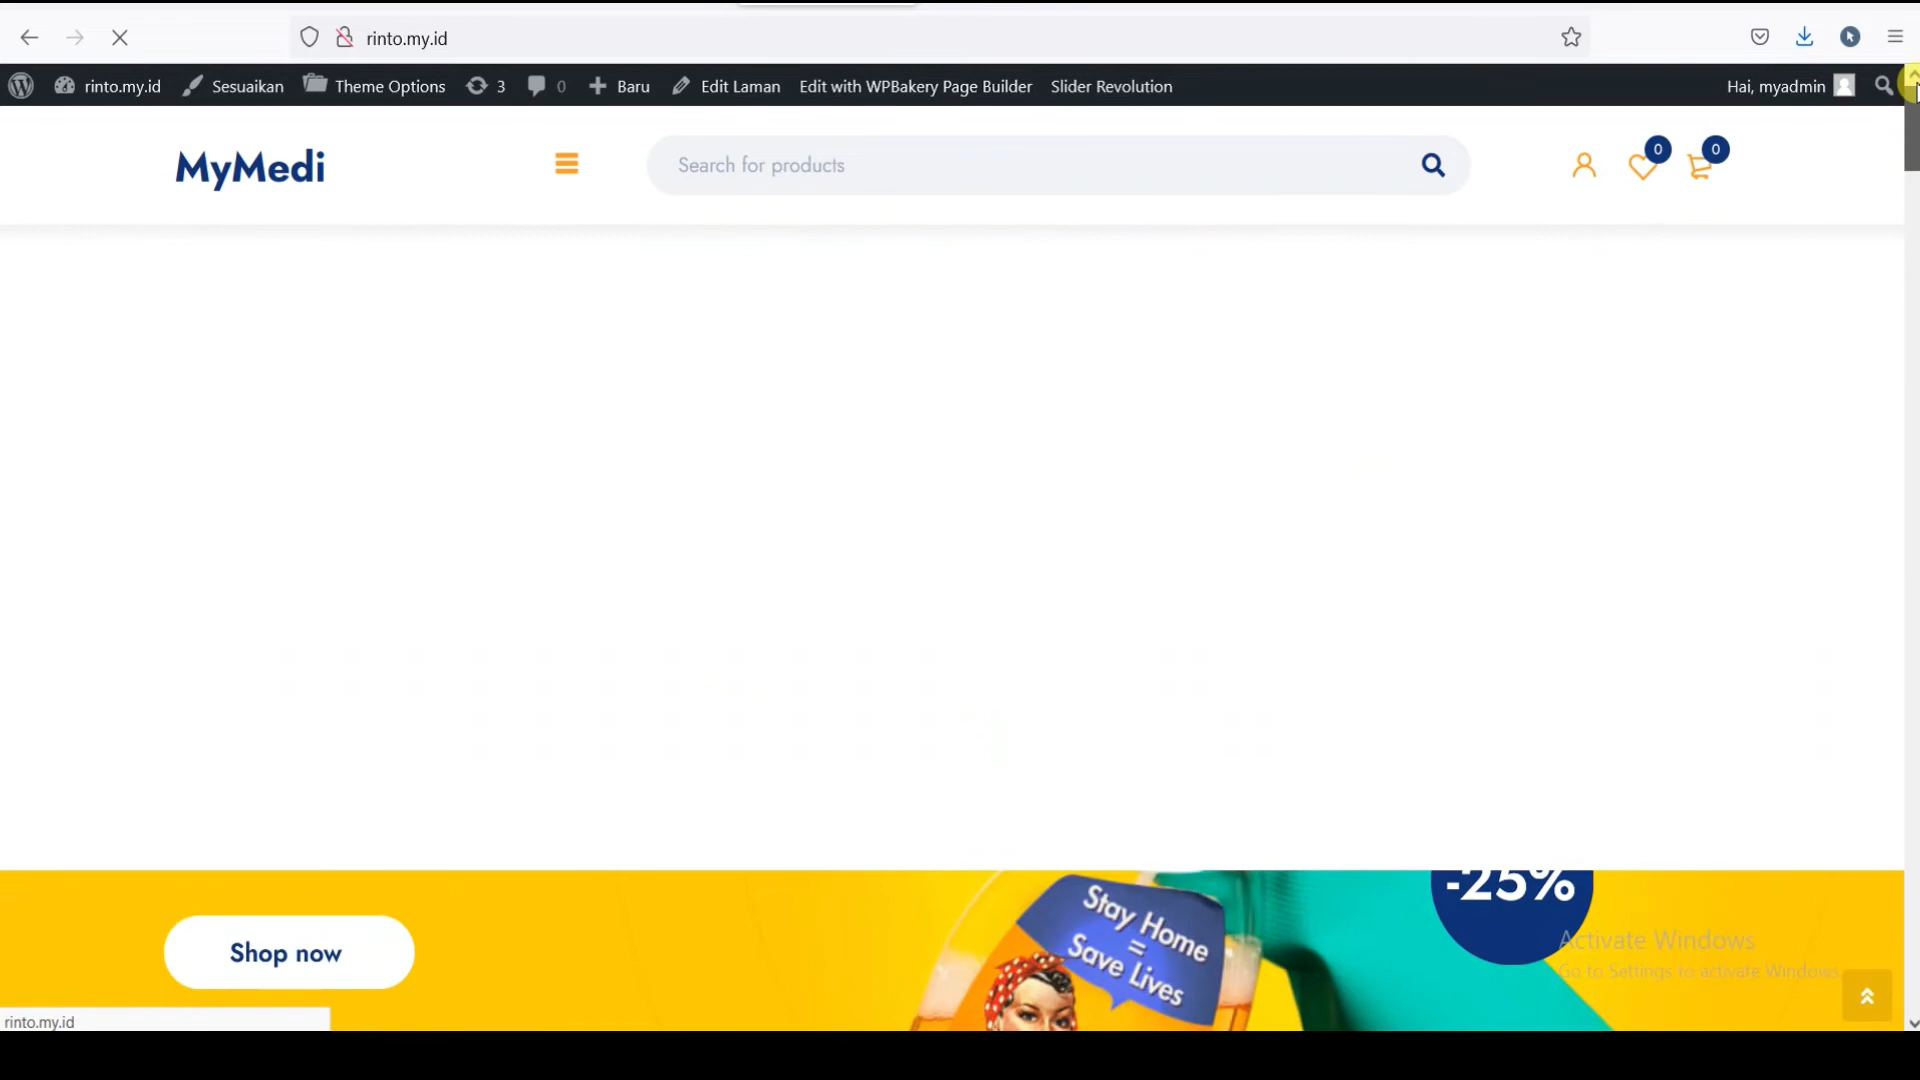 rinto.my.id
rinto.my.id Sesuaikan Theme Options 3 0 Baru Edit Laman Edit with WPBakery Page Builder Slider Revolution Hai, myadmin
MyMedi Search for products 0 0
-25%
Stay Home
=
Save Lives
Shop now
Activate Windows
Go to Settings to activate Windows.
rinto.my.id